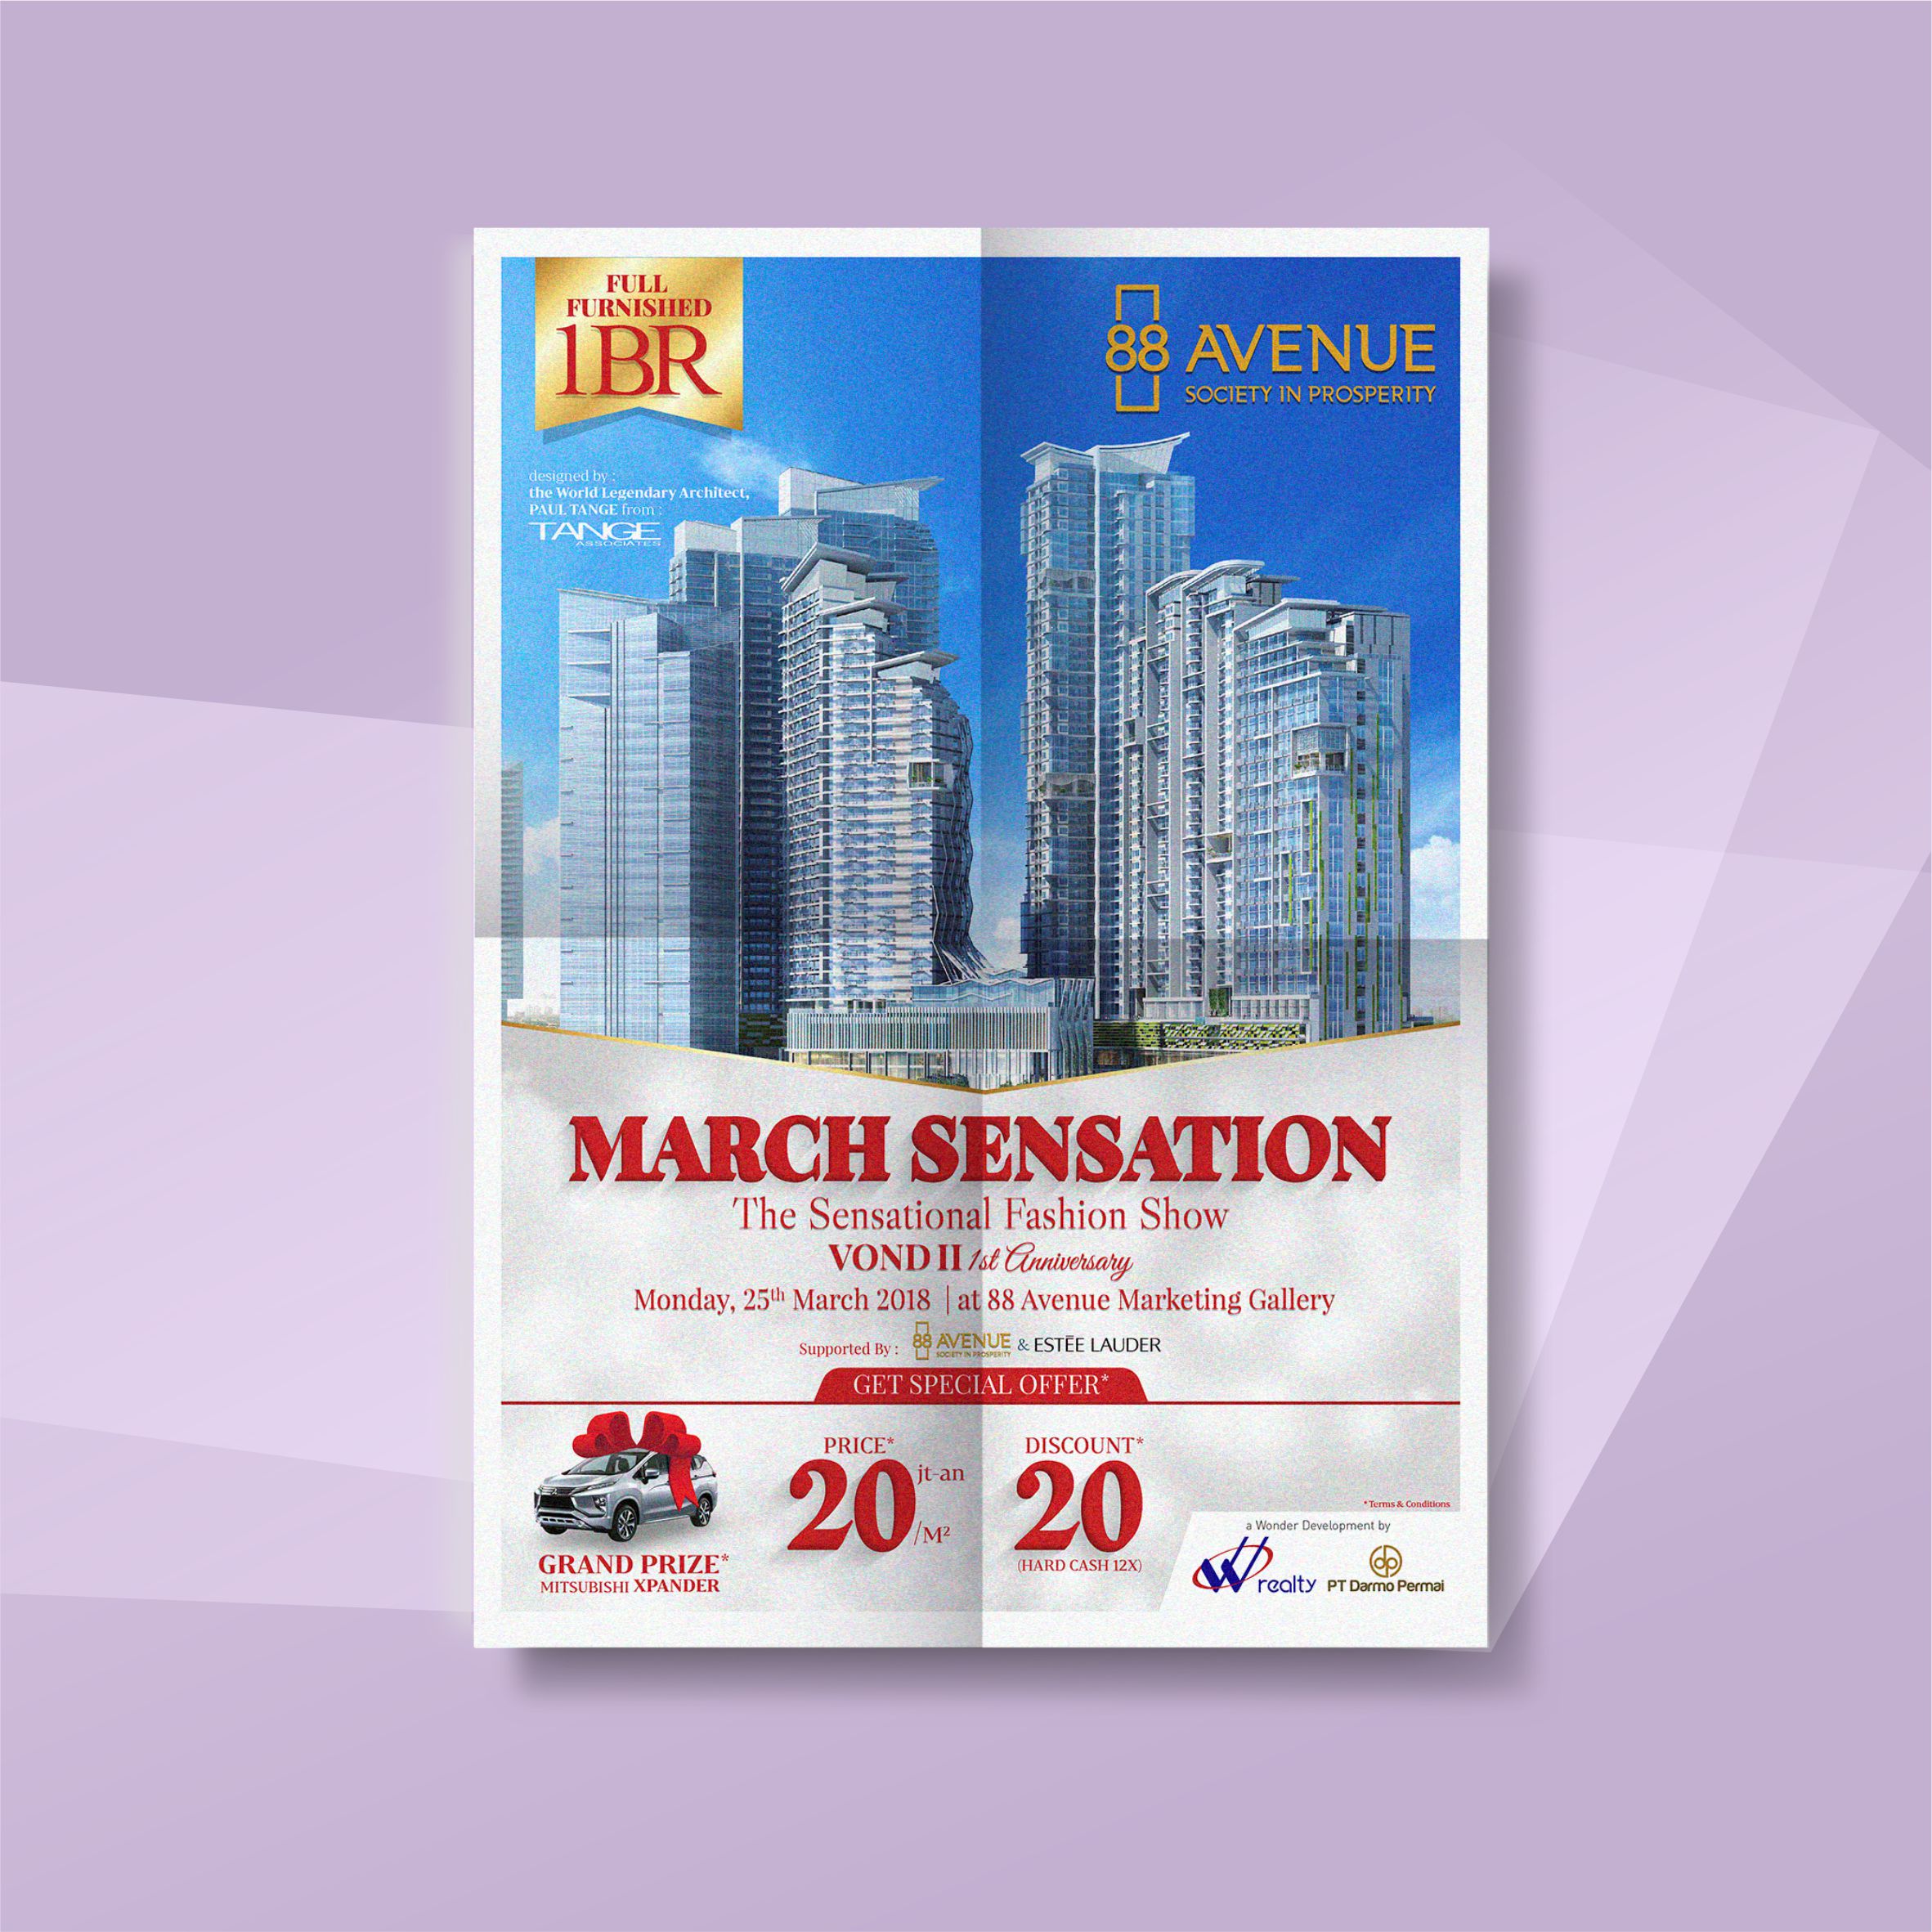 FULL
FURNISHED
1BR
88 AVENUE
SOCIETY IN PROSPERITY
designed by :
the World Legendary Architect,
PAUL TANGE from :
TANGE
ASSOCIATES
MARCH SENSATION
The Sensational Fashion Show
VOND II 1st Anniversary
Monday, 25th March 2018 | at 88 Avenue Marketing Gallery
Supported By : 88 AVENUE SOCIETY IN PROSPERITY & ESTĒE LAUDER
GET SPECIAL OFFER*
GRAND PRIZE*
MITSUBISHI XPANDER
PRICE*
20 jt-an /M²
DISCOUNT*
20
(HARD CASH 12X)
*Terms & Conditions
a Wonder Development by
W realty
dp
PT Darmo Permai